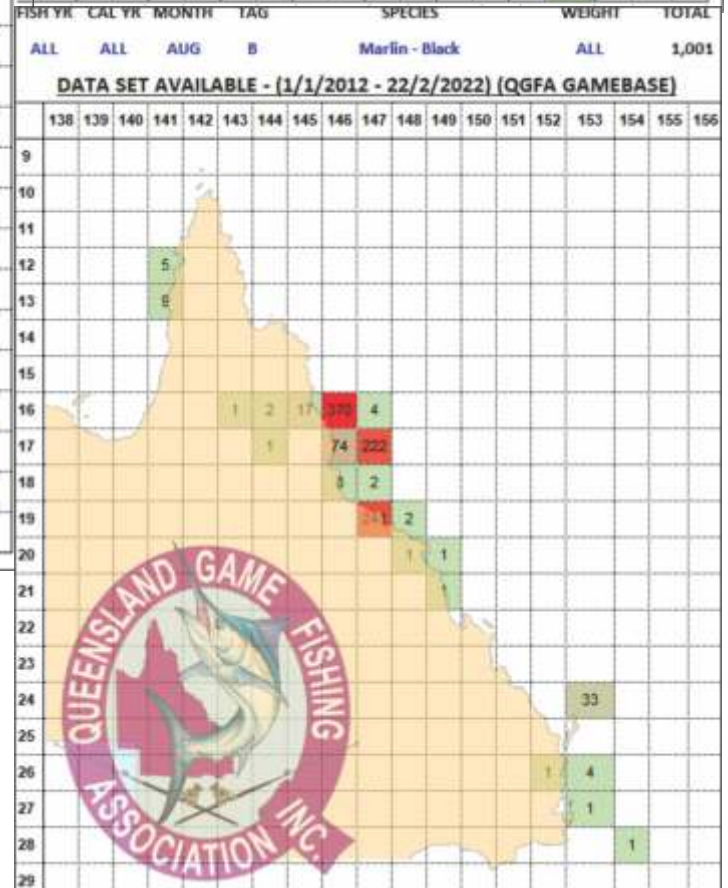 FISH YR CAL YR MONTH TAG SPECIES WEIGHT TOTAL
ALL ALL AUG B Marlin - Black ALL 1,001
DATA SET AVAILABLE - (1/1/2012 - 22/2/2022) (QGFA GAMEBASE)
138 139 140 141 142 143 144 145 146 147 148 149 150 151 152 153 154 155 156
9
10
11
12 5
13
14
15
16 1 2 17 370 4
17 1 74 222
18 2
19 241 2
20 1 1
21 1
22
23
24 33
25
26 1 4
27 1
28 1
29
QUEENSLAND GAME FISHING
ASSOCIATION INC.